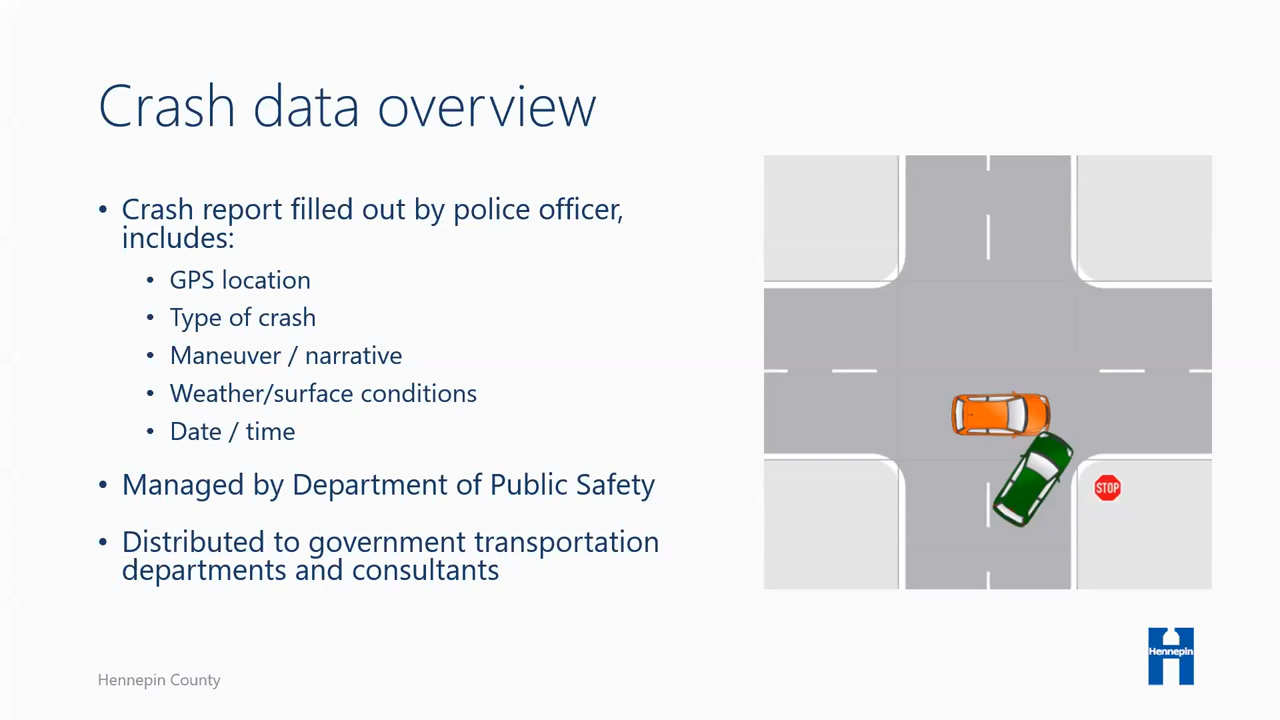 Crash data overview
• Crash report filled out by police officer,
includes:
• GPS location
• Type of crash
• Maneuver / narrative
• Weather/surface conditions
• Date / time
• Managed by Department of Public Safety
• Distributed to government transportation
departments and consultants
STOP
Hennepin
Hennepin County